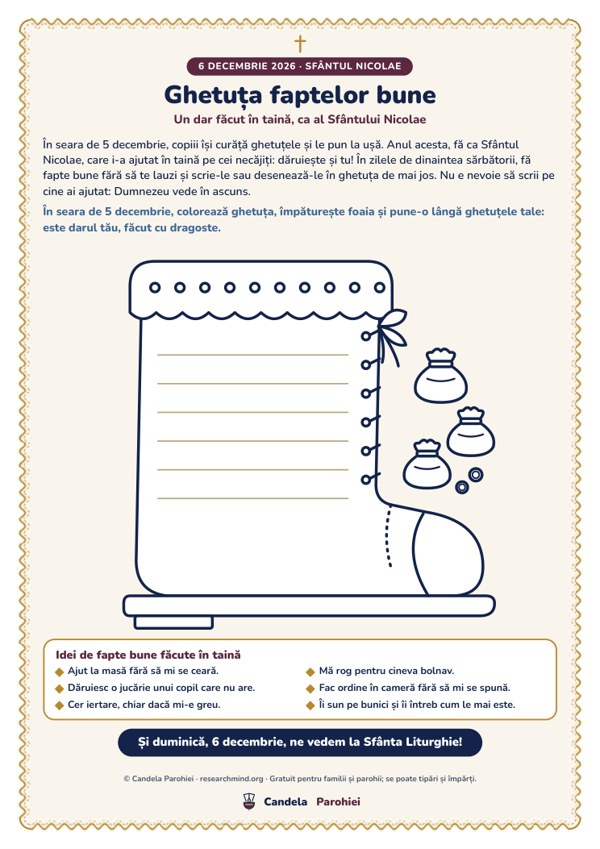 6 DECEMBRIE 2026 · SFÂNTUL NICOLAE
Ghetuța faptelor bune
Un dar făcut în taină, ca al Sfântului Nicolae
În seara de 5 decembrie, copiii își curăță ghetuțele și le pun la ușă. Anul acesta, fă ca Sfântul
Nicolae, care i-a ajutat în taină pe cei necăjiți: dăruiește și tu! În zilele de dinaintea sărbătorii, fă
fapte bune fără să te lauzi și scrie-le sau desenează-le în ghetuța de mai jos. Nu e nevoie să scrii pe
cine ai ajutat: Dumnezeu vede în ascuns.
În seara de 5 decembrie, colorează ghetuța, împăturește foaia și pune-o lângă ghetuțele tale:
este darul tău, făcut cu dragoste.
Idei de fapte bune făcute în taină
Ajut la masă fără să mi se ceară.
Dăruiesc o jucărie unui copil care nu are.
Cer iertare, chiar dacă mi-e greu.
Mă rog pentru cineva bolnav.
Fac ordine în cameră fără să mi se spună.
Îi sun pe bunici și îi întreb cum le mai este.
Și duminică, 6 decembrie, ne vedem la Sfânta Liturghie!
© Candela Parohiei · researchmind.org · Gratuit pentru familii și parohii; se poate tipări și împărți.
Candela Parohiei